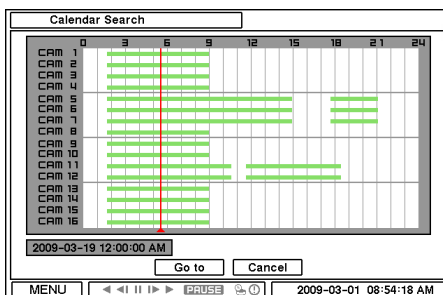 Calendar Search
0 3 6 9 12 15 18 21 24
CAM 1
CAM 2
CAM 3
CAM 4
CAM 5
CAM 6
CAM 7
CAM 8
CAM 9
CAM 10
CAM 11
CAM 12
CAM 13
CAM 14
CAM 15
CAM 16
2009-03-19 12:00:00 AM
Go to Cancel
MENU PAUSE 2009-03-01 08:54:18 AM